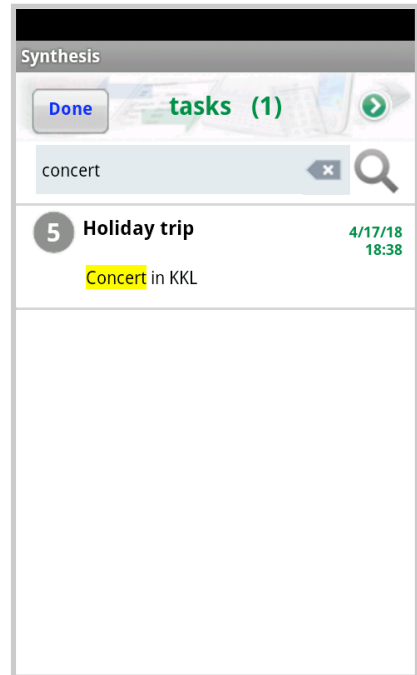 Synthesis
Done tasks (1)
concert
5 Holiday trip 4/17/18
18:38
Concert in KKL